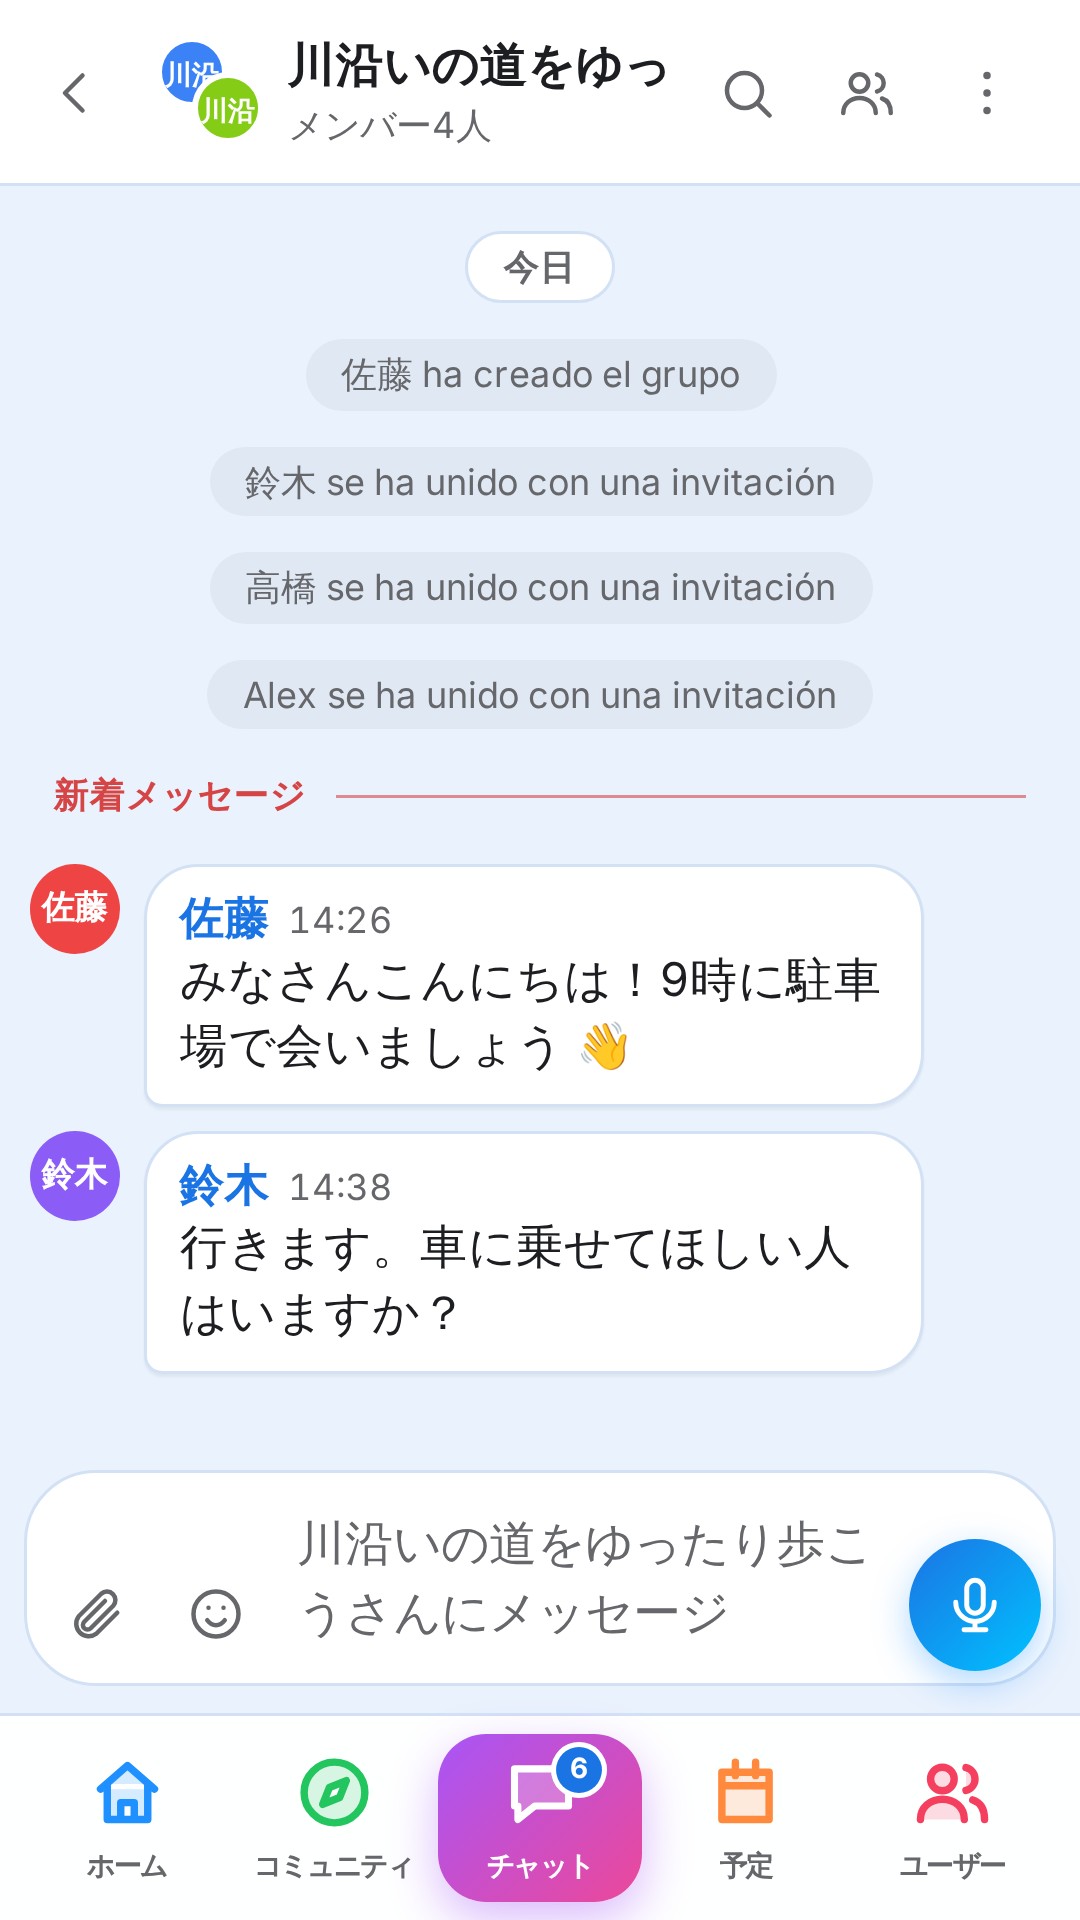 川沿
川沿
川沿いの道をゆっ
メンバー4人
今日
佐藤 ha creado el grupo
鈴木 se ha unido con una invitación
高橋 se ha unido con una invitación
Alex se ha unido con una invitación
新着メッセージ
佐藤
佐藤 14:26
みなさんこんにちは！9時に駐車
場で会いましょう 👋
鈴木
鈴木 14:38
行きます。車に乗せてほしい人
はいますか？
川沿いの道をゆったり歩こ
うさんにメッセージ
6
ホーム
コミュニティ
チャット
予定
ユーザー